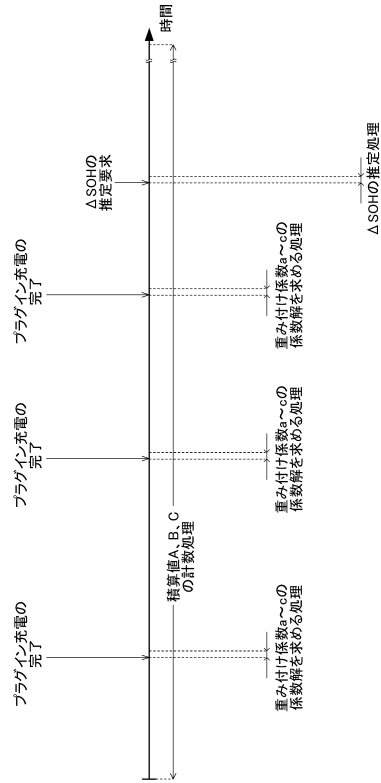 プラグイン充電の
完了
プラグイン充電の
完了
プラグイン充電の
完了
ΔSOHの
推定要求
時間
積算値A、B、C
の計数処理
重み付け係数a~cの
係数解を求める処理
重み付け係数a~cの
係数解を求める処理
重み付け係数a~cの
係数解を求める処理
ΔSOHの推定処理